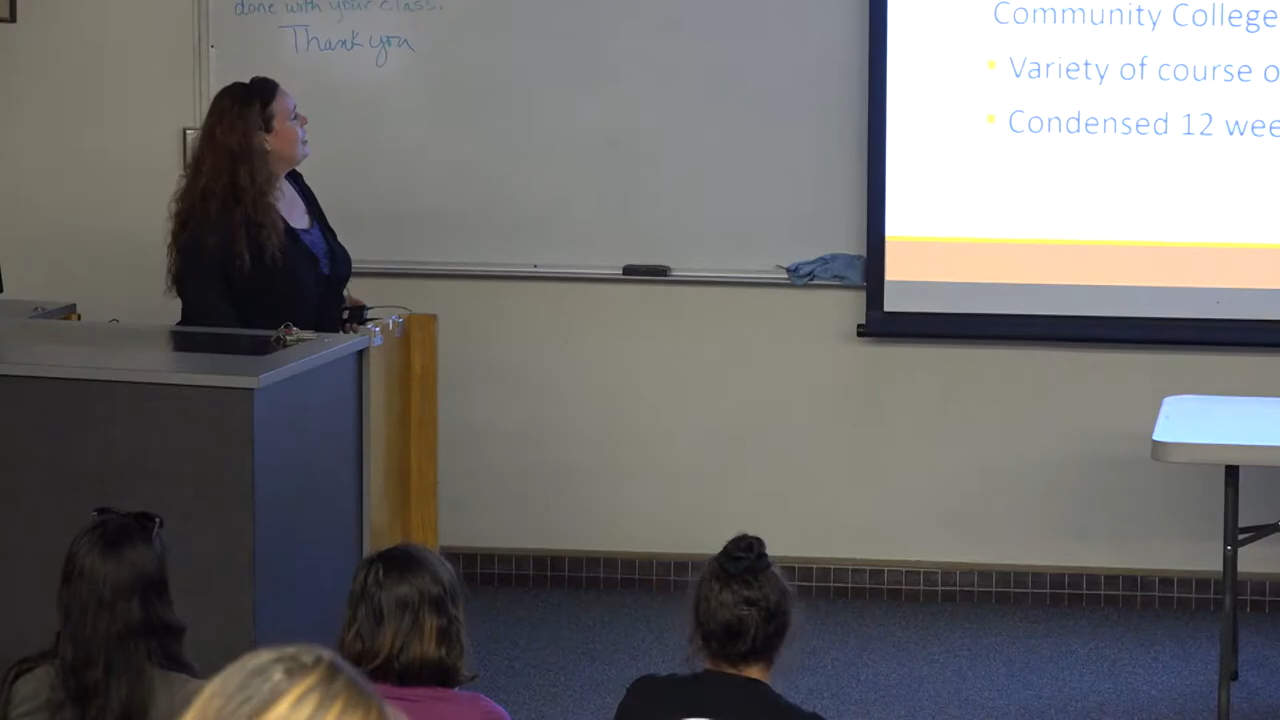 done with your class.
Thank you
Community College
• Variety of course o
• Condensed 12 wee